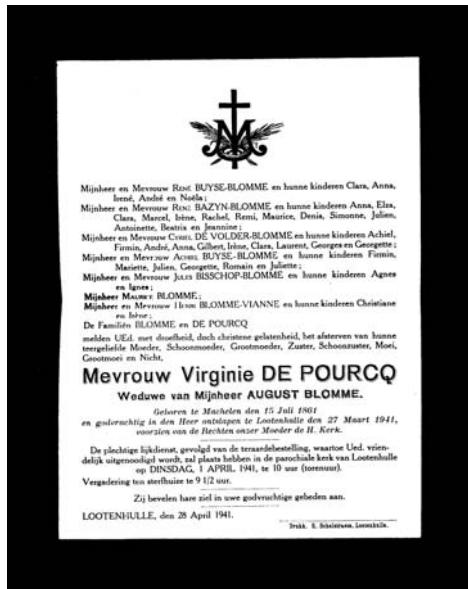 Mijnheer en Mevrouw René BUYSE-BLOMME en hunne kinderen Clara, Anna,
Irené, André en Noëla ;
Mijnheer en Mevrouw René BAZYN-BLOMME en hunne kinderen Anna, Elza,
Clara, Marcel, Irène, Rachel, Remi, Maurice, Denis, Simonne, Julien,
Antoinette, Beatrix en Jeannine ;
Mijnheer en Mevrouw Cyriel DE VOLDER-BLOMME en hunne kinderen Achiel,
Firmin, André, Anna, Gilbert, Irène, Clara, Laurent, Georges en Georgette ;
Mijnheer en Mevrouw Achiel BUYSE-BLOMME en hunne kinderen Firmin,
Mariette, Julien, Georgette, Romain en Juliette ;
Mijnheer en Mevrouw Jules BISSCHOP-BLOMME en hunne kinderen Agnes
en Ignes ;
Mijnheer Maurice BLOMME ;
Mijnheer en Mevrouw Henri BLOMME-VIANNE en hunne kinderen Christiane
en Irène ;
De Familiën BLOMME en DE POURCQ
melden UEd. met droefheid, doch christene gelatenheid, het afsterven van hunne
teergeliefde Moeder, Schoonmoeder, Grootmoeder, Zuster, Schoonzuster, Moei,
Grootmoei en Nicht,
Mevrouw Virginie DE POURCQ
Weduwe van Mijnheer AUGUST BLOMME.
Geboren te Machelen den 15 Juli 1861
en godvruchtig in den Heer ontslapen te Lootenhulle den 27 Maart 1941,
voorzien van de Rechten onzer Moeder de H. Kerk.
De plechtige lijkdienst, gevolgd van de teraardebestelling, waartoe Ued. vrien-
delijk uitgenoodigd wordt, zal plaats hebben in de parochiale kerk van Lootenhulle
op DINSDAG, 1 APRIL 1941, te 10 uur (torenuur).
Vergadering ten sterfhuize te 9 1/2 uur.
Zij bevelen hare ziel in uwe godvruchtige gebeden aan.
LOOTENHULLE, den 28 April 1941.
Drukk. Lootenhulle.